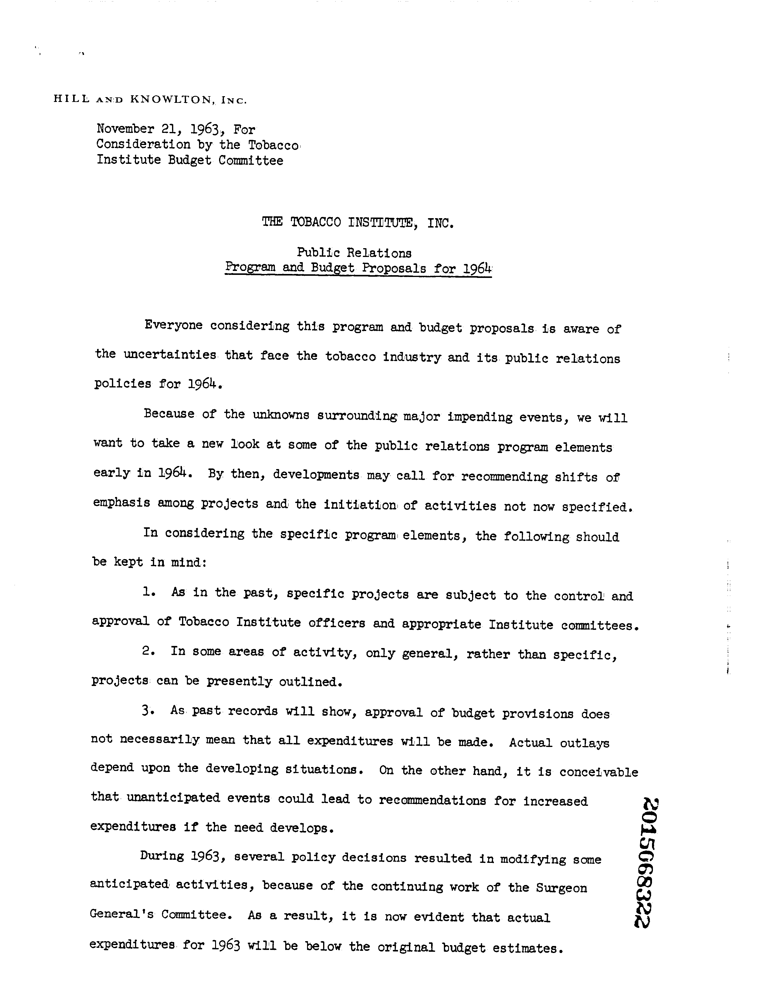 HILL AND KNOWLTON, INC.
November 21, 1963, For
Consideration by the Tobacco
Institute Budget Committee
THE TOBACCO INSTITUTE, INC.
Public Relations
Program and Budget Proposals for 1964
Everyone considering this program and budget proposals is aware of
the uncertainties that face the tobacco industry and its public relations
policies for 1964.
Because of the unknowns surrounding major impending events, we will
want to take a new look at some of the public relations program elements
early in 1964. By then, developments may call for recommending shifts of
emphasis among projects and the initiation of activities not now specified.
In considering the specific program elements, the following should
be kept in mind:
1. As in the past, specific projects are subject to the control and
approval of Tobacco Institute officers and appropriate Institute committees.
2. In some areas of activity, only general, rather than specific,
projects can be presently outlined.
3. As past records will show, approval of budget provisions does
not necessarily mean that all expenditures will be made. Actual outlays
depend upon the developing situations. On the other hand, it is conceivable
that unanticipated events could lead to recommendations for increased
expenditures if the need develops.
During 1963, several policy decisions resulted in modifying some
anticipated activities, because of the continuing work of the Surgeon
General's Committee. As a result, it is now evident that actual
expenditures for 1963 will be below the original budget estimates.
2015068322